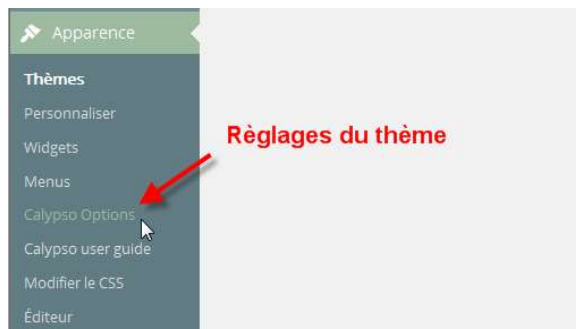 Apparence
Thèmes
Personnaliser
Widgets
Règlages du thème
Menus
Calypso Options
Calypso user guide
Modifier le CSS
Éditeur